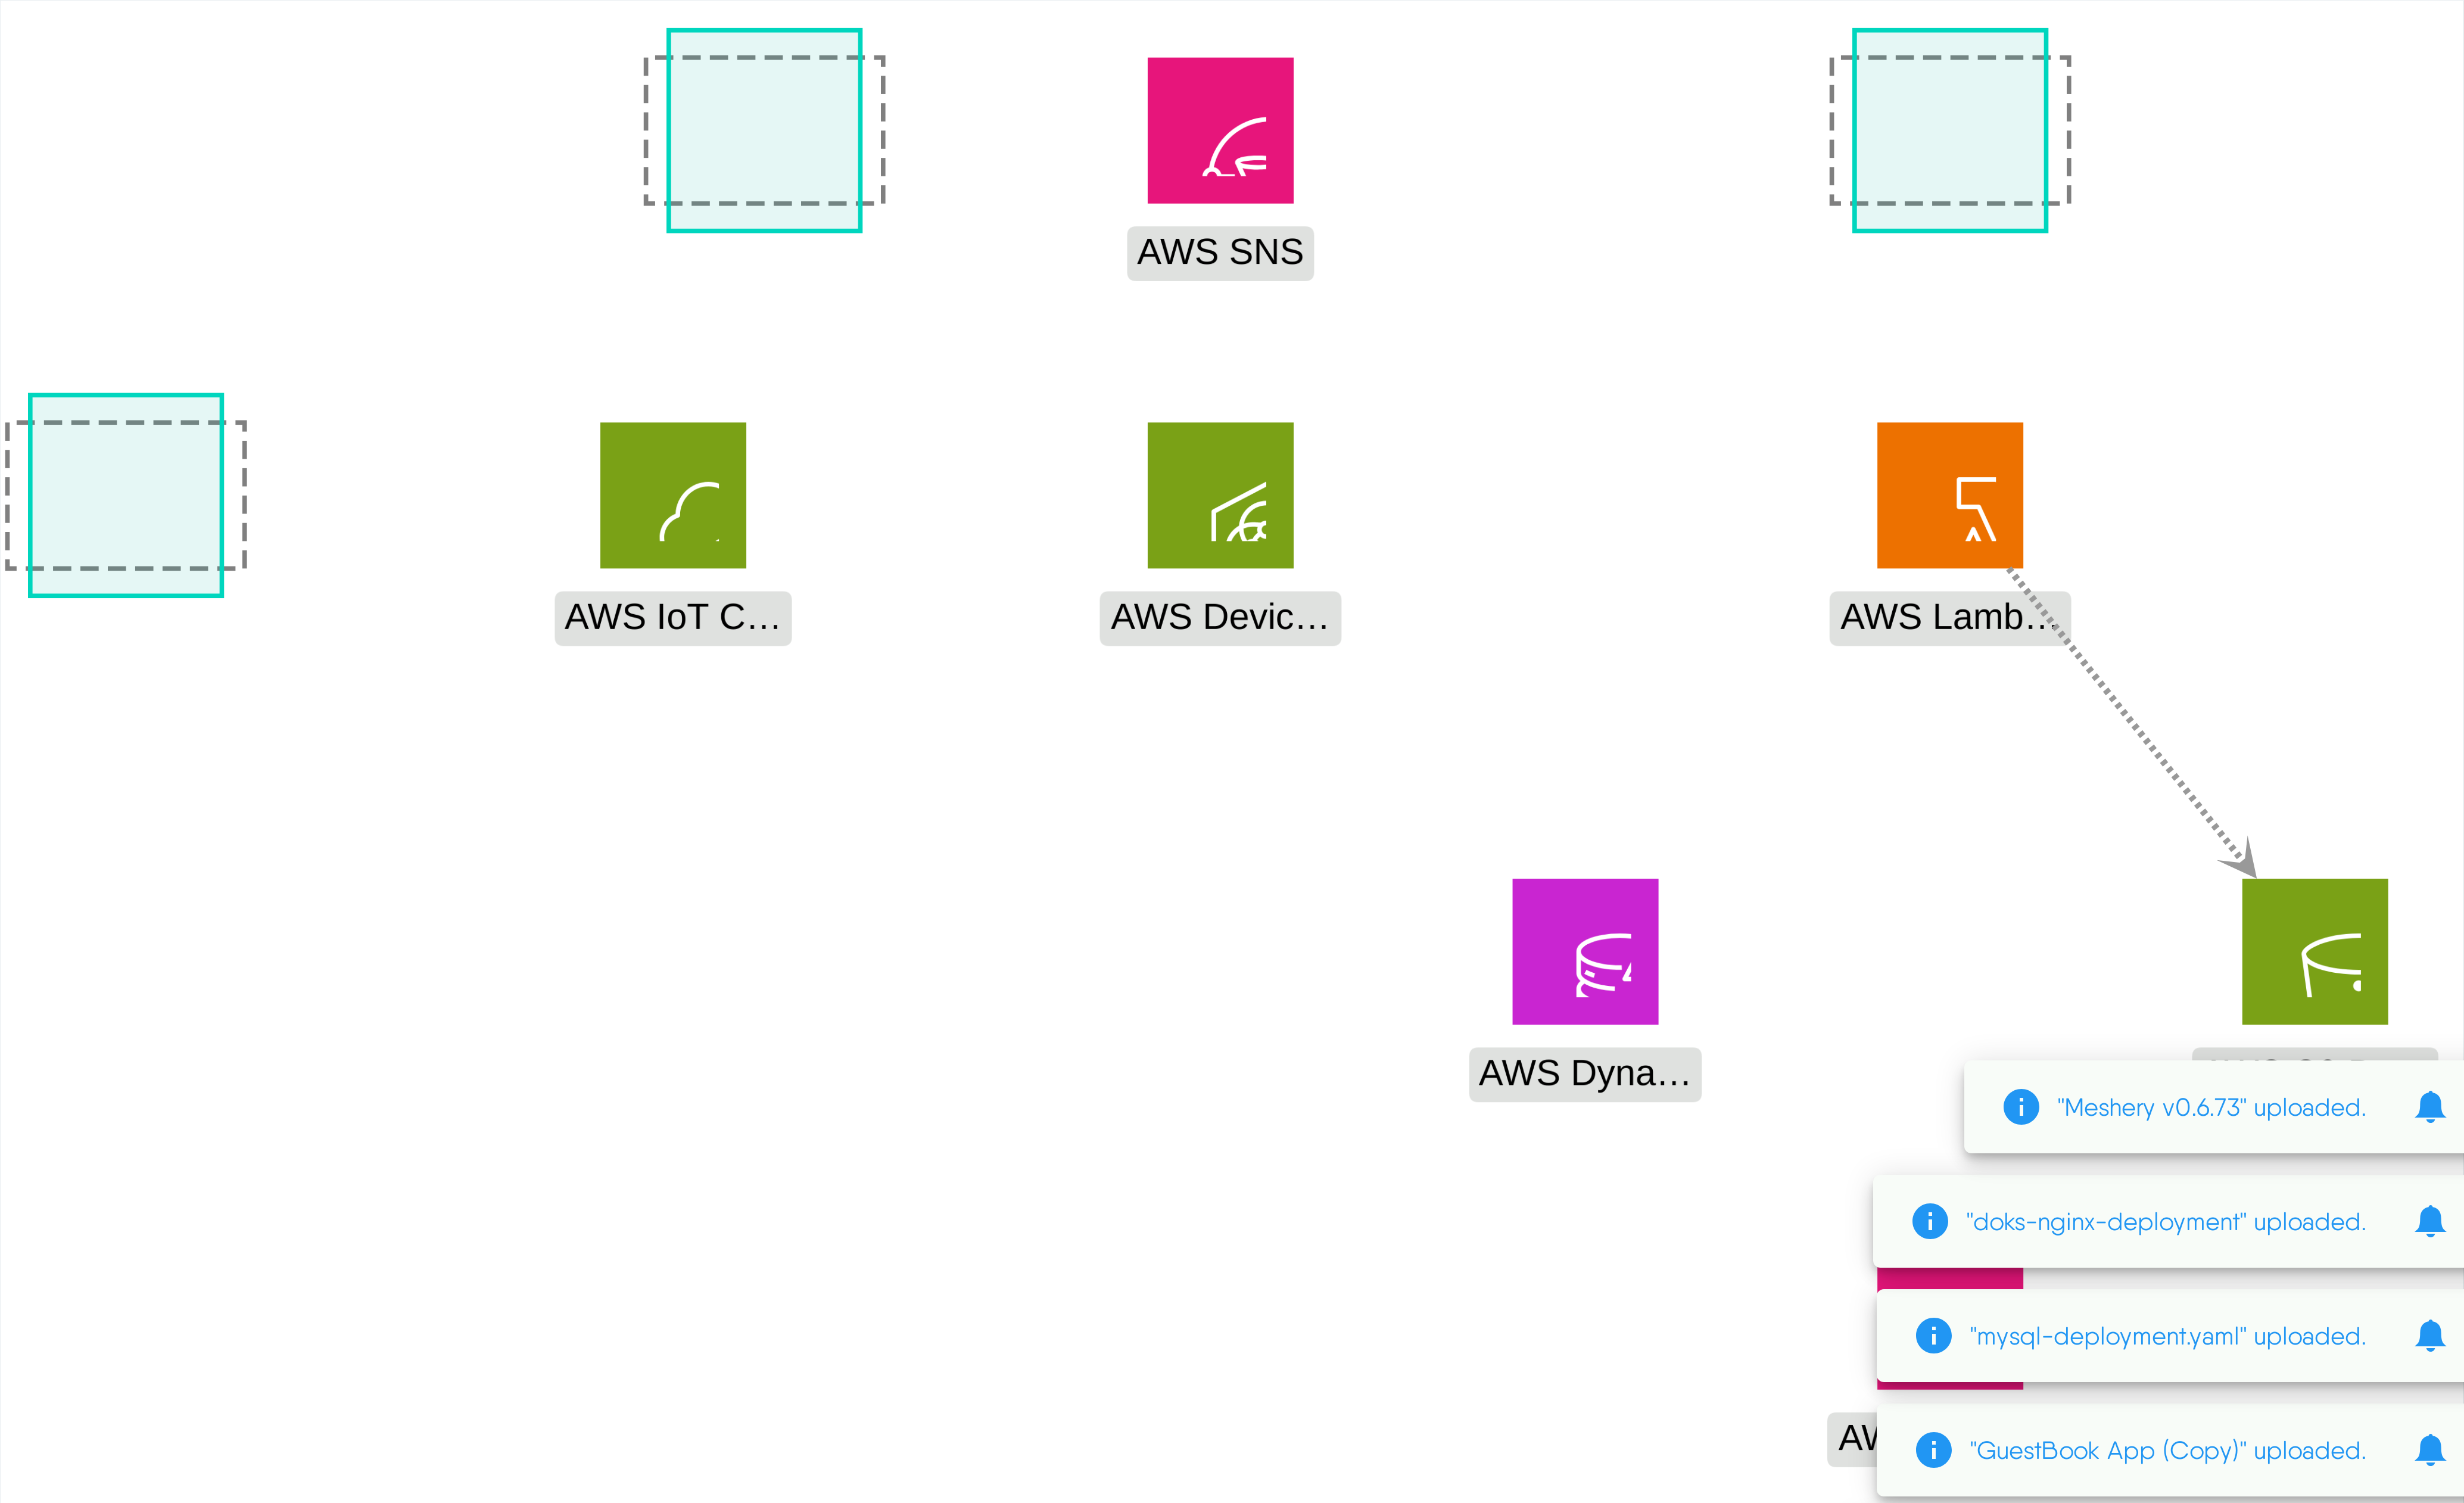 AWS SNS
AWS IoT C...
AWS Devic...
AWS Lamb...
AWS Dyna...
"Meshery v0.6.73" uploaded.
"doks-nginx-deployment" uploaded.
"mysql-deployment.yaml" uploaded.
"GuestBook App (Copy)" uploaded.